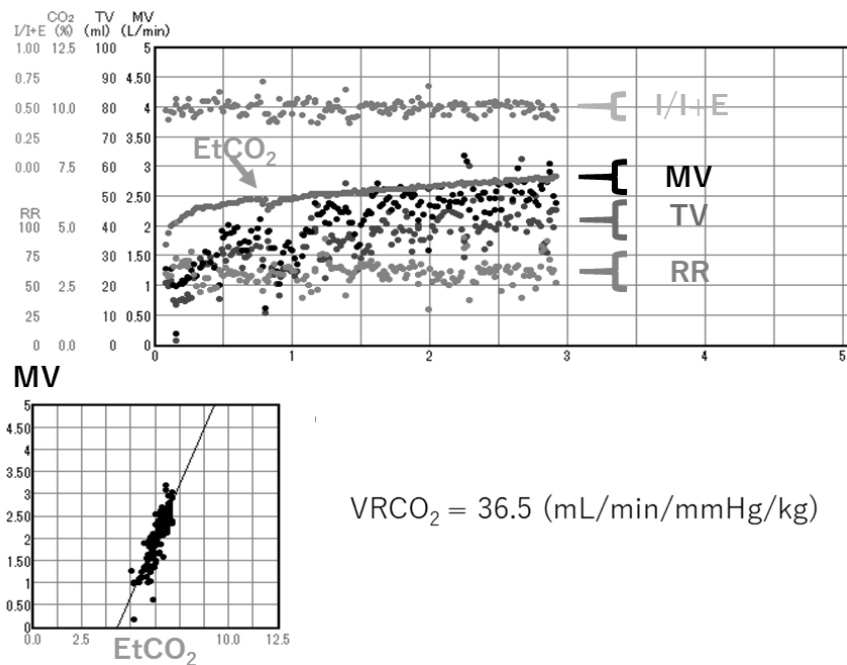 CO₂ TV MV
I/I+E (%) (ml) (L/min)
1.00 12.5 100 5
0.75 90 4.50
0.50 10.0 80 4 I/I+E
0.25 70 3.50
EtCO₂
0.00 7.5 60 3
MV
50 2.50
RR
TV
100 5.0 40 2
75 30 1.50
RR
50 2.5 20 1
25 10 0.50
0 0.0 0 0
0 1 2 3 4 5
MV
5
4.50
4
3.50
3
2.50
2
1.50
1
0.50
0
0.0 2.5 10.0 12.5
EtCO₂
VRCO₂ = 36.5 (mL/min/mmHg/kg)